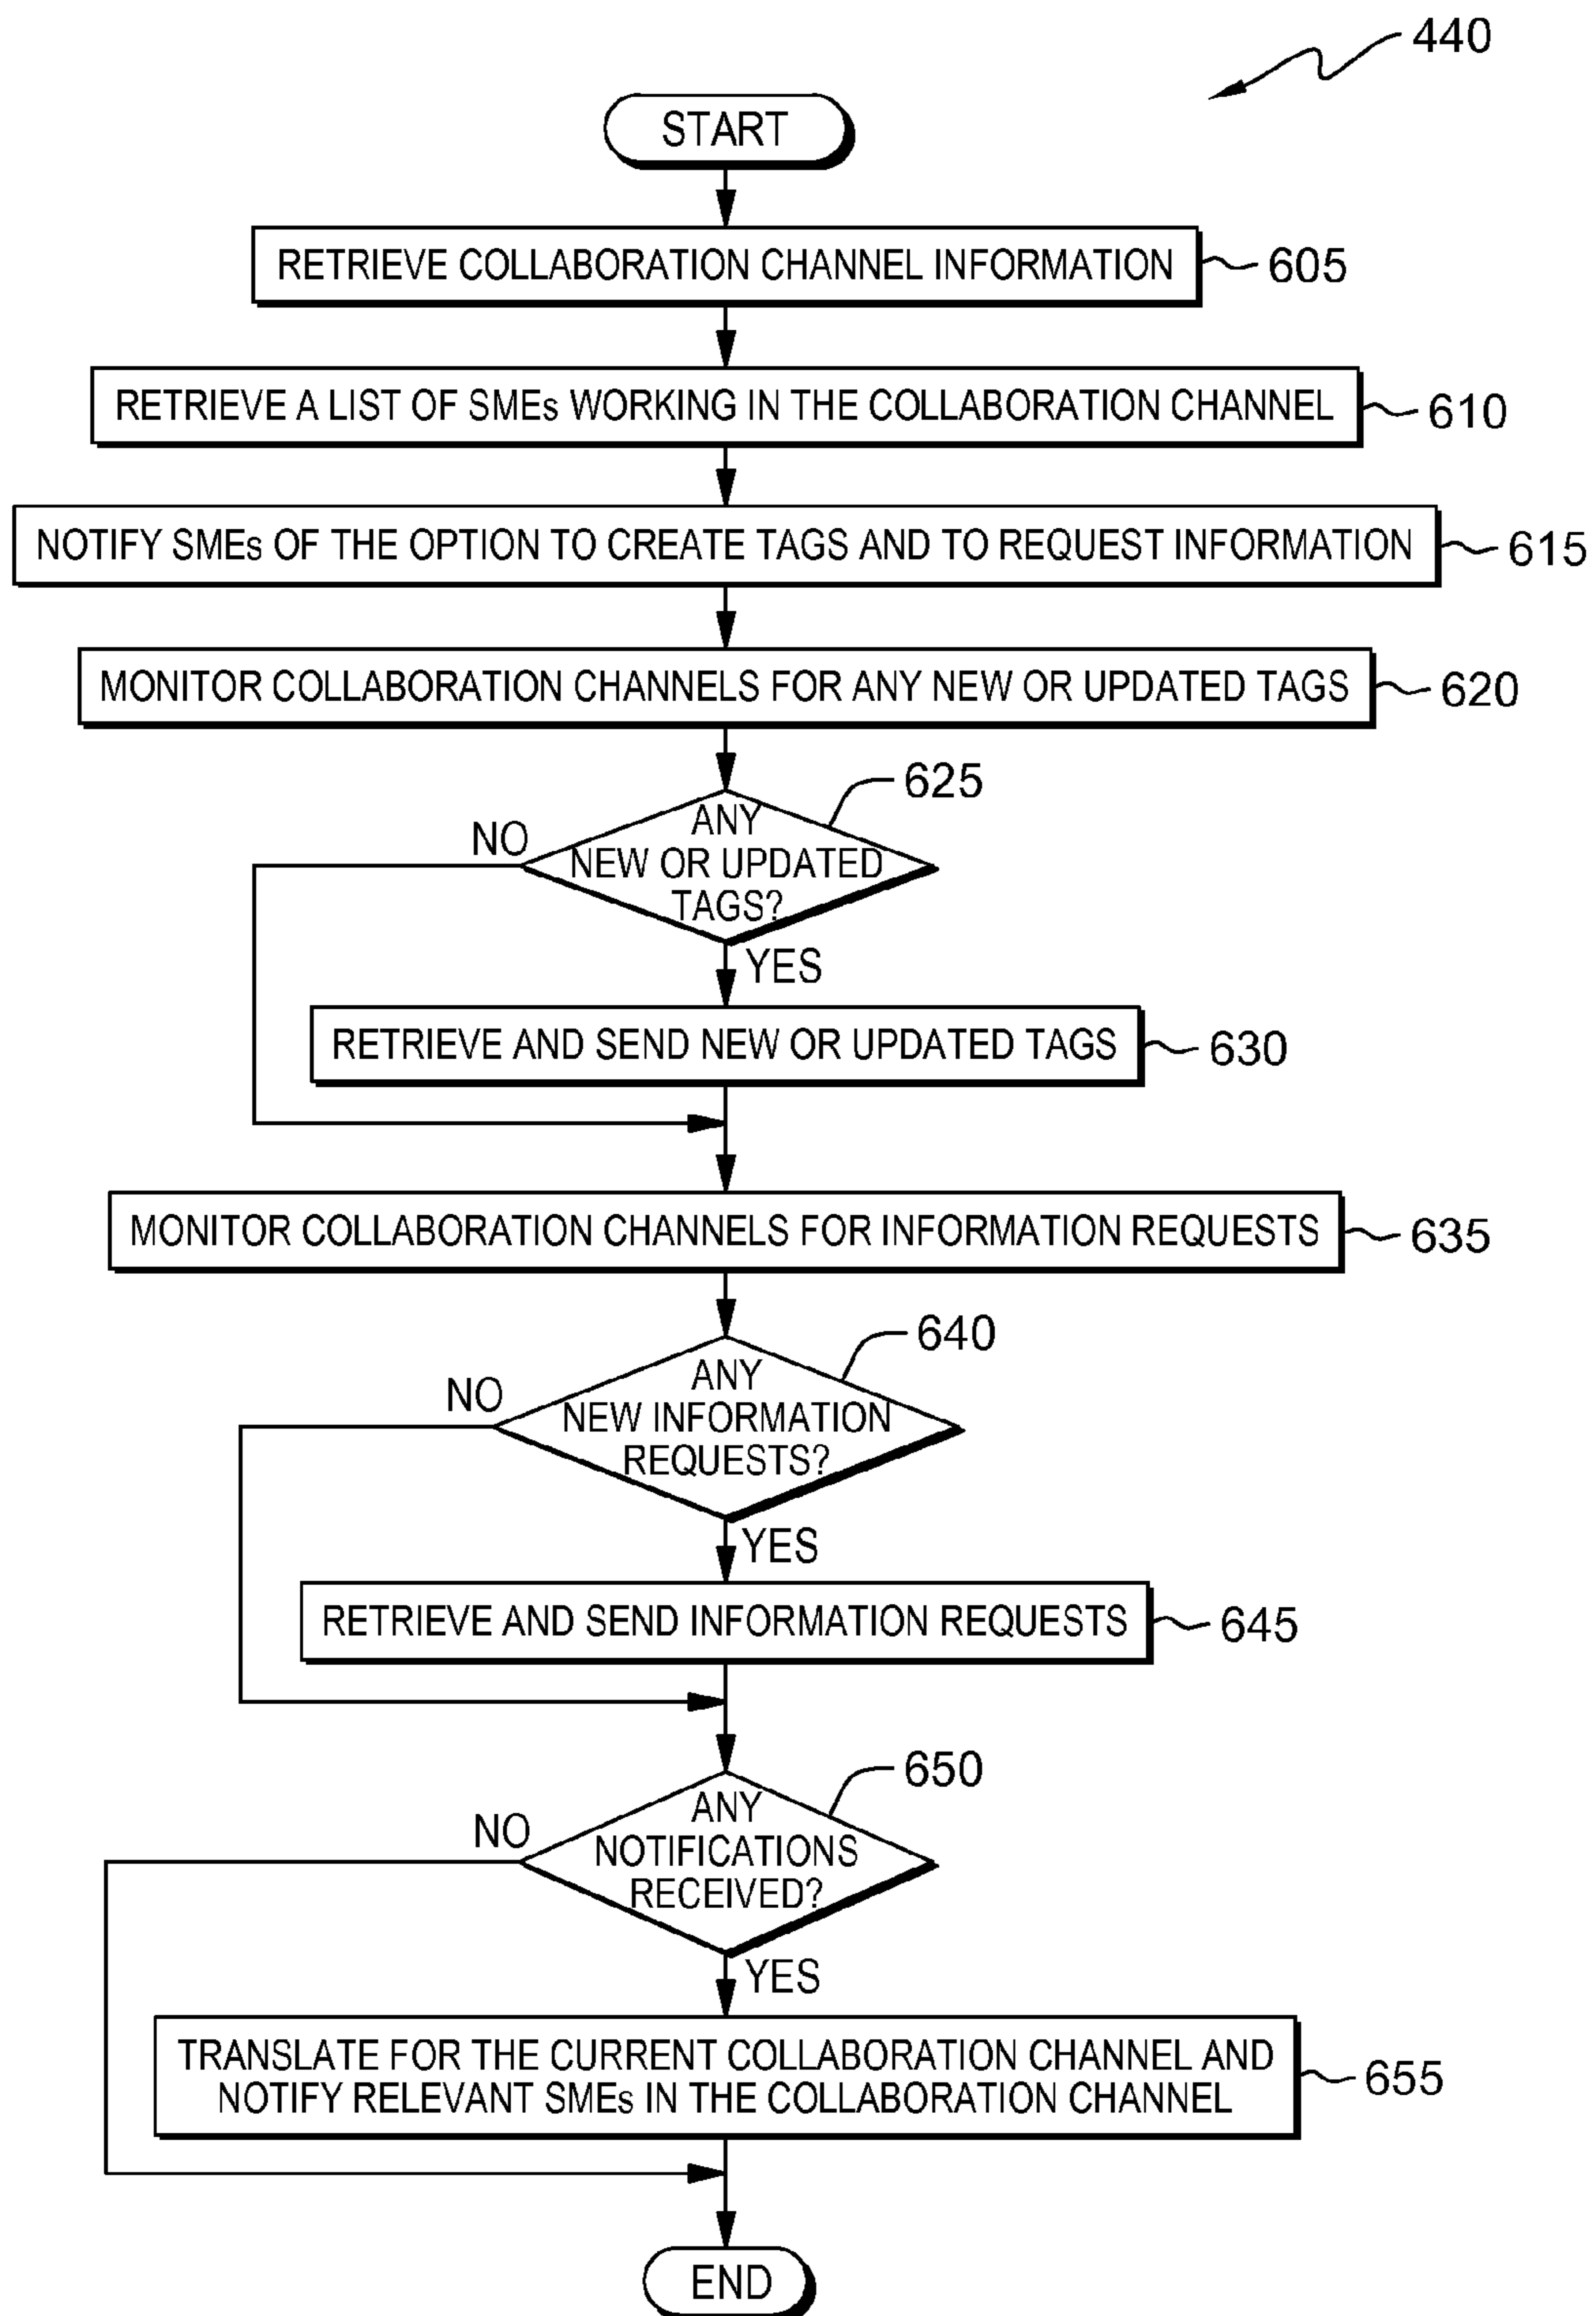 440
START
RETRIEVE COLLABORATION CHANNEL INFORMATION
605
RETRIEVE A LIST OF SMEs WORKING IN THE COLLABORATION CHANNEL
610
NOTIFY SMEs OF THE OPTION TO CREATE TAGS AND TO REQUEST INFORMATION
615
MONITOR COLLABORATION CHANNELS FOR ANY NEW OR UPDATED TAGS
620
625
NO
ANY
NEW OR UPDATED
TAGS?
YES
RETRIEVE AND SEND NEW OR UPDATED TAGS
630
MONITOR COLLABORATION CHANNELS FOR INFORMATION REQUESTS
635
640
NO
ANY
NEW INFORMATION
REQUESTS?
YES
RETRIEVE AND SEND INFORMATION REQUESTS
645
650
NO
ANY
NOTIFICATIONS
RECEIVED?
YES
TRANSLATE FOR THE CURRENT COLLABORATION CHANNEL AND
NOTIFY RELEVANT SMEs IN THE COLLABORATION CHANNEL
655
END